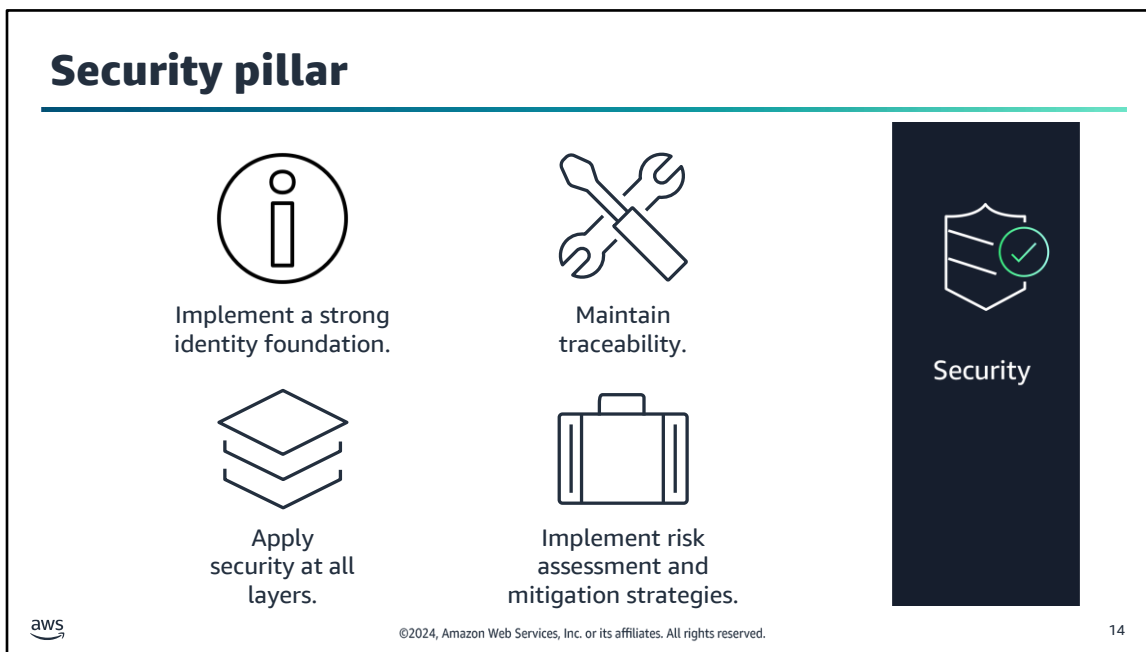 Security pillar
Implement a strong
identity foundation.
Maintain
traceability.
Security
Apply
security at all
layers.
Implement risk
assessment and
mitigation strategies.
aws
©2024, Amazon Web Services, Inc. or its affiliates. All rights reserved.
14